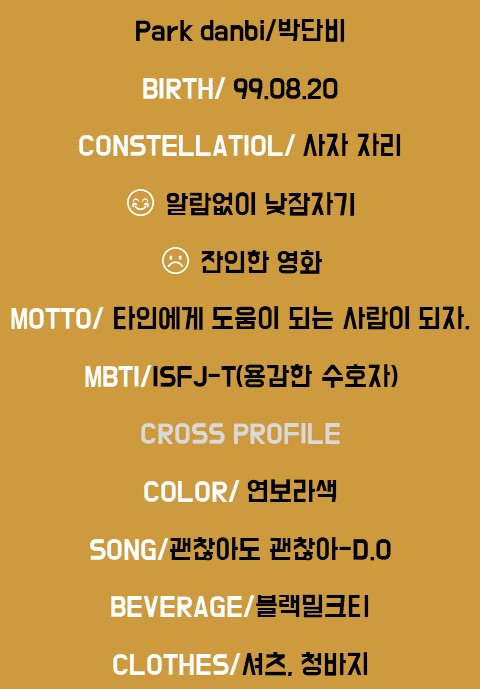 Park danbi/박단비
BIRTH/ 99.08.20
CONSTELLATIOL/ 사자 자리
알람없이 낮잠자기
잔인한 영화
MOTTO/ 타인에게 도움이 되는 사람이 되자.
MBTI/ISFJ-T(용감한 수호자)
CROSS PROFILE
COLOR/ 연보라색
SONG/괜찮아도 괜찮아-D.O
BEVERAGE/블랙밀크티
CLOTHES/셔츠, 청바지